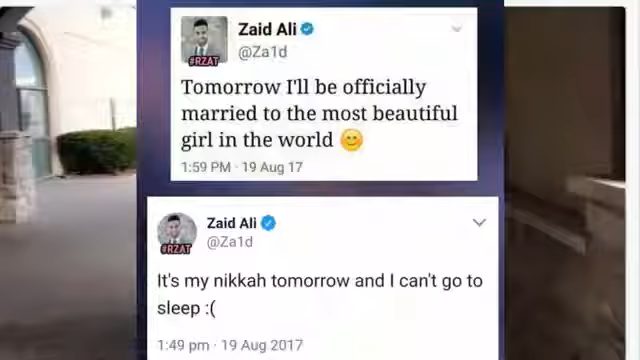 Zaid Ali
@Za1d
#RZAT
Tomorrow I'll be officially
married to the most beautiful
girl in the world 😊
1:59 PM · 19 Aug 17
Zaid Ali
@Za1d
#RZAT
It's my nikkah tomorrow and I can't go to
sleep :(
1:49 pm · 19 Aug 2017